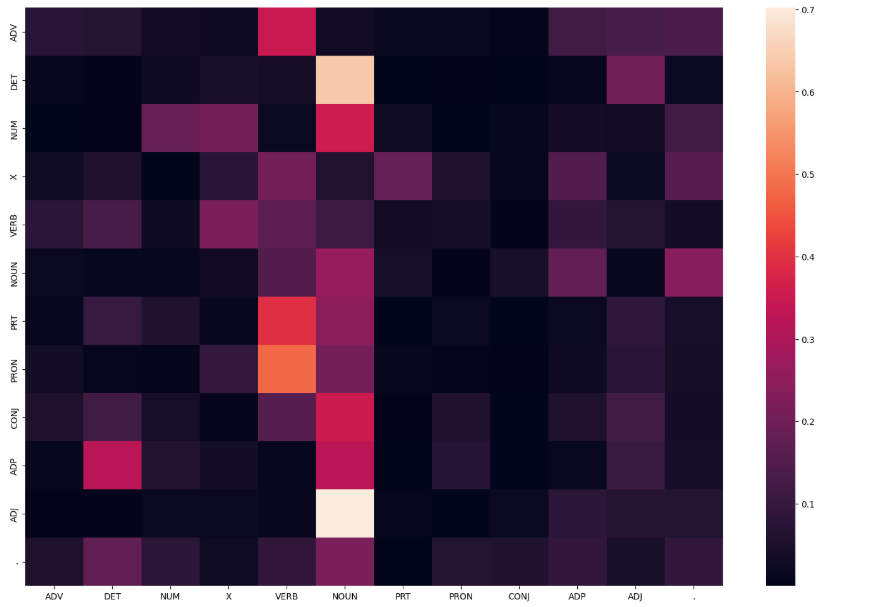 ADV
DET
NUM
X
VERB
NOUN
PRT
PRON
CONJ
ADP
ADJ
.
ADV DET NUM X VERB NOUN PRT PRON CONJ ADP ADJ .
0.7
0.6
0.5
0.4
0.3
0.2
0.1